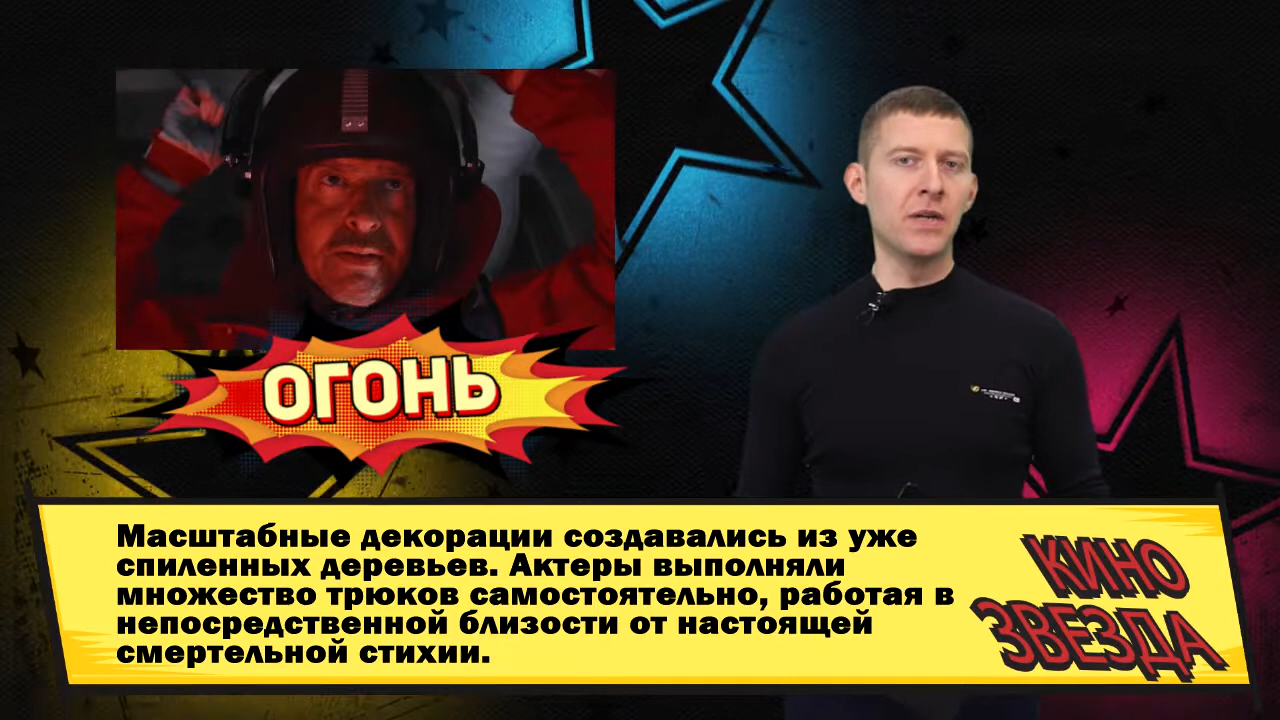 ОГОНЬ
Масштабные декорации создавались из уже
спиленных деревьев. Актеры выполняли
множество трюков самостоятельно, работая в
непосредственной близости от настоящей
смертельной стихии.
КИНО
ЗВЕЗДА